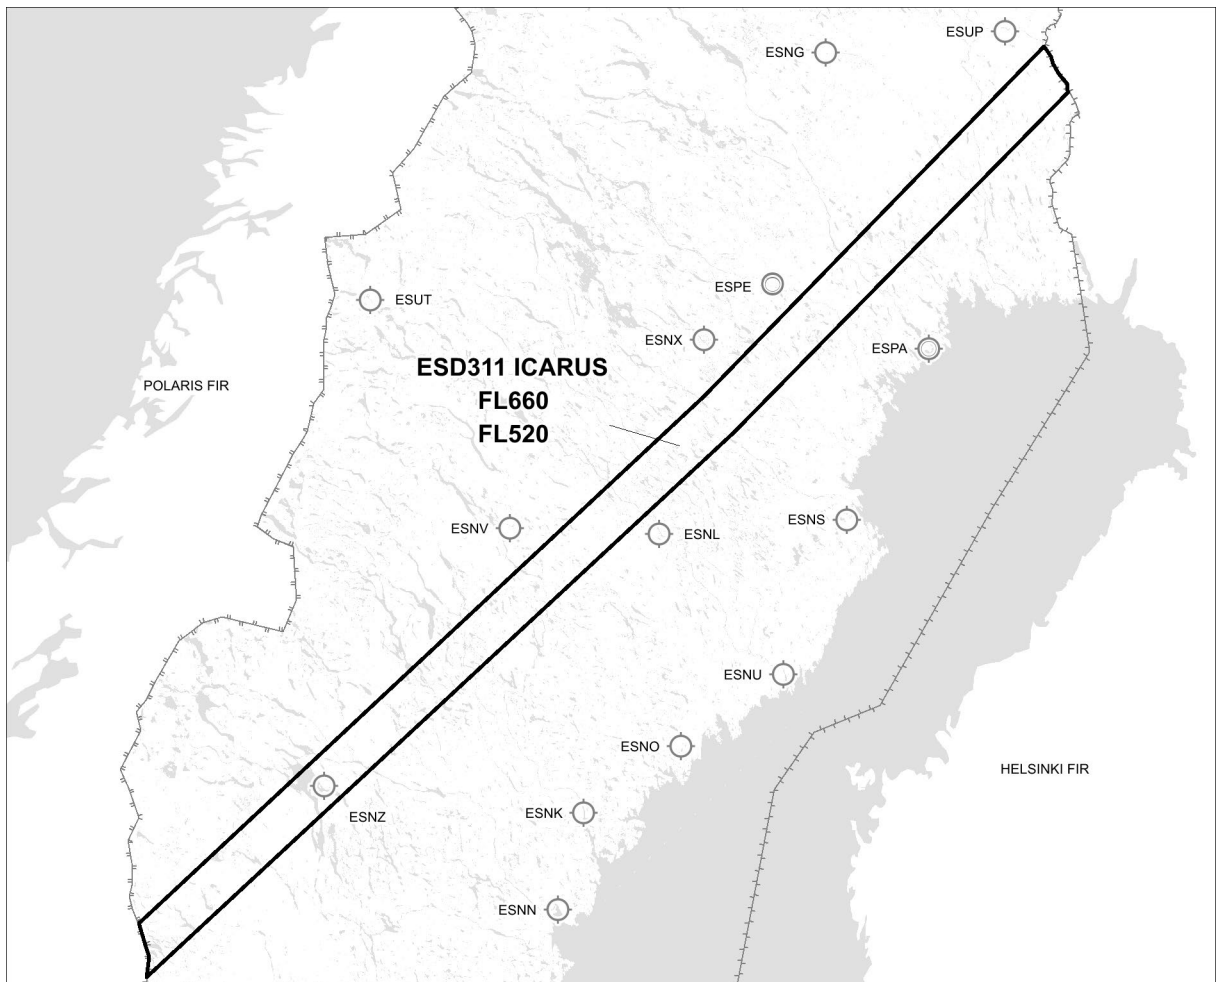 ESUP
ESNG
ESPE
ESUT
ESNX
ESPA
ESD311 ICARUS
FL660
FL520
POLARIS FIR
ESNV
ESNS
ESNL
ESNU
ESNO
HELSINKI FIR
ESNZ
ESNK
ESNN